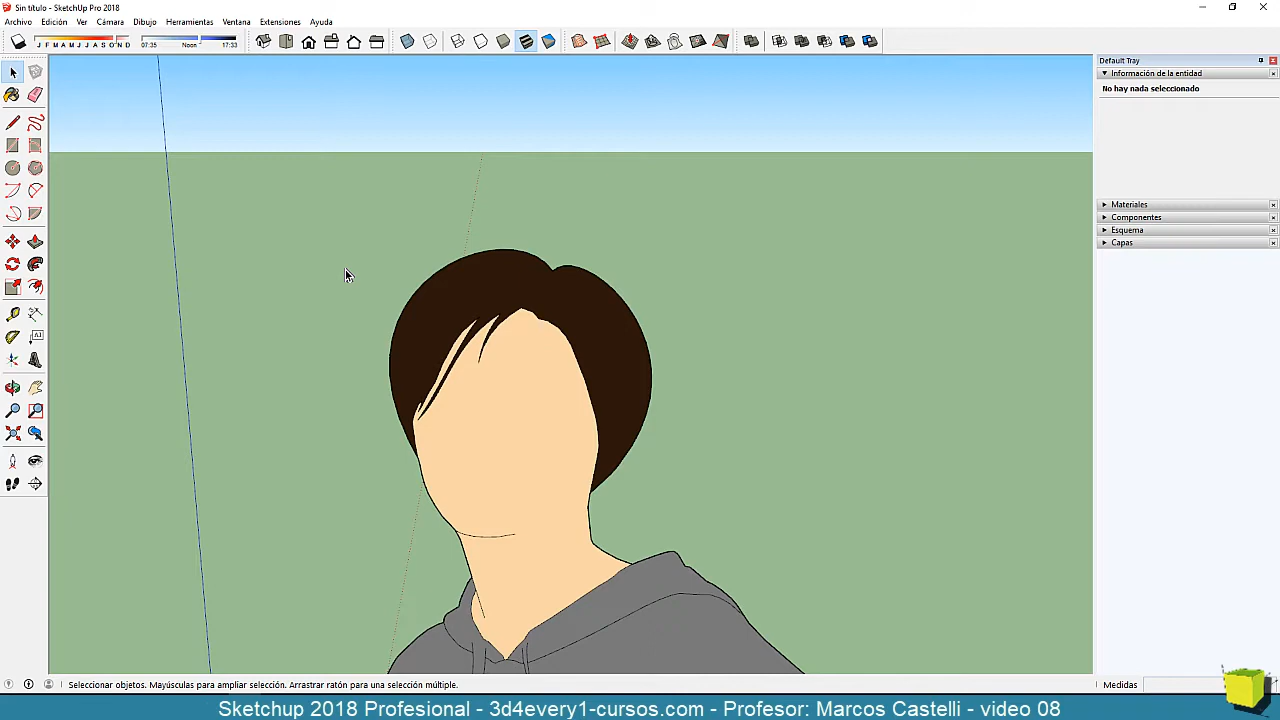 Sin título - SketchUp Pro 2018
Archivo Edición Ver Cámara Dibujo Herramientas Ventana Extensiones Ayuda
J F M A M J J A S O N D 07:35 Noon 17:33
Default Tray
Información de la entidad
No hay nada seleccionado
Materiales
Componentes
Esquema
Capas
Seleccionar objetos. Mayúsculas para ampliar selección. Arrastrar ratón para una selección múltiple.
Medidas
Sketchup 2018 Profesional - 3d4every1-cursos.com - Profesor: Marcos Castelli - video 08